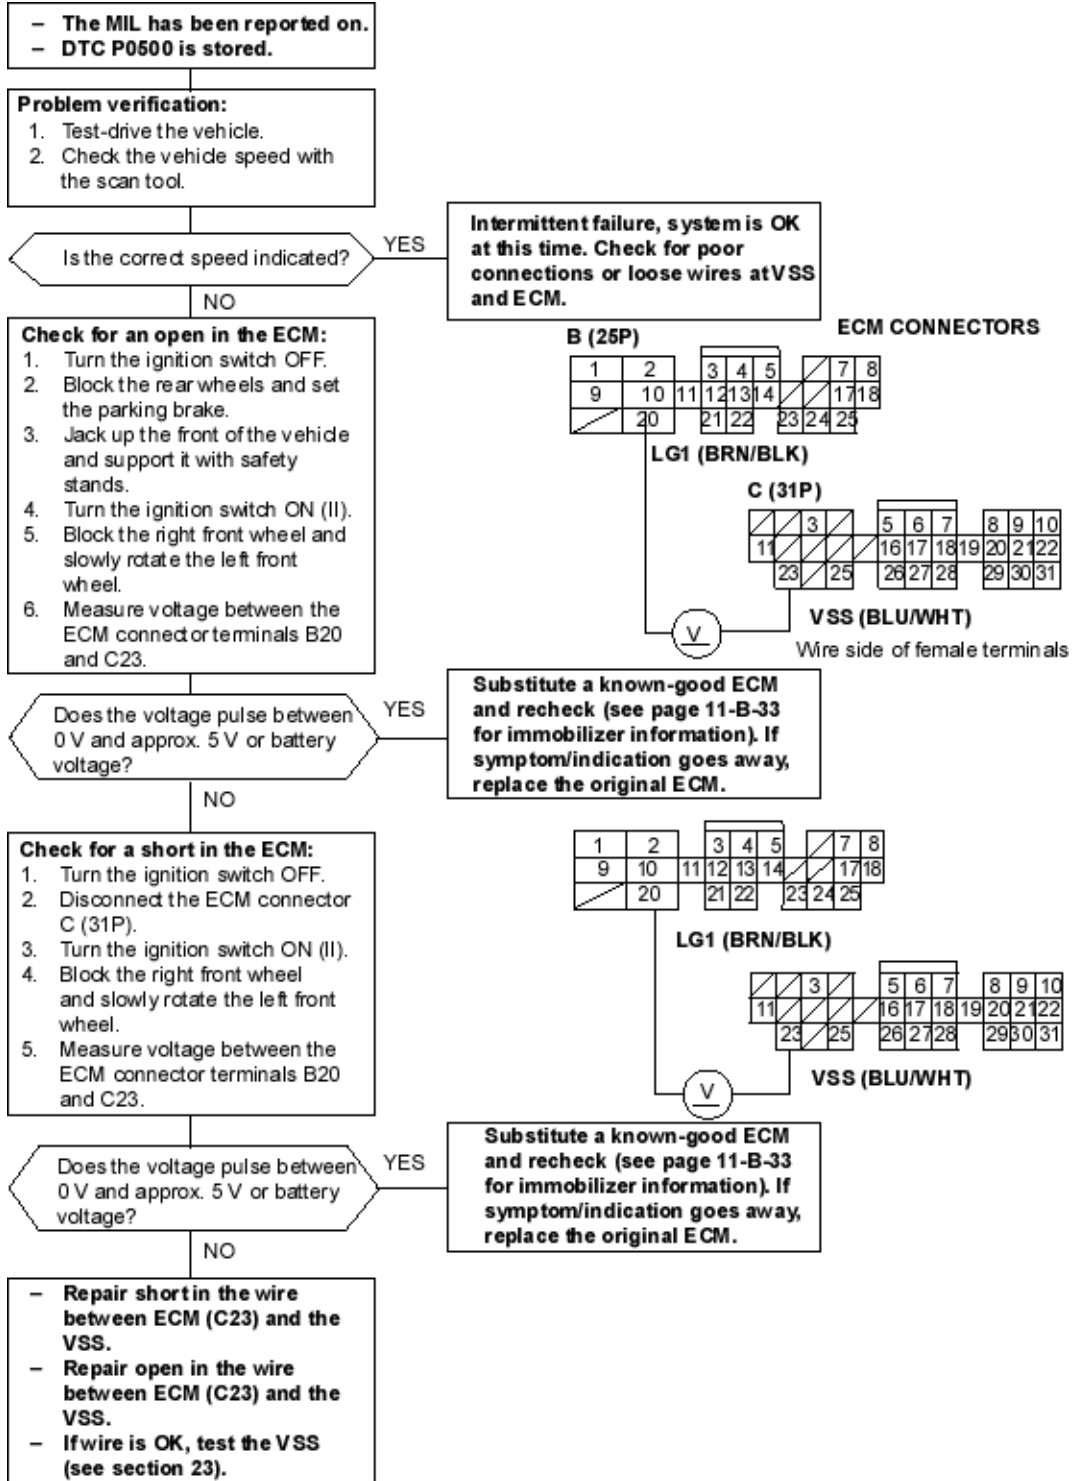 – The MIL has been reported on.
– DTC P0500 is stored.
Problem verification:
1. Test-drive the vehicle.
2. Check the vehicle speed with
the scan tool.
Is the correct speed indicated?
YES
Intermittent failure, system is OK
at this time. Check for poor
connections or loose wires at VSS
and ECM.
NO
Check for an open in the ECM:
1. Turn the ignition switch OFF.
2. Block the rear wheels and set
the parking brake.
3. Jack up the front of the vehicle
and support it with safety
stands.
4. Turn the ignition switch ON (II).
5. Block the right front wheel and
slowly rotate the left front
wheel.
6. Measure voltage between the
ECM connector terminals B20
and C23.
ECM CONNECTORS
B (25P)
1 2 3 4 5 7 8
9 10 11 12 13 14 17 18
20 21 22 23 24 25
LG1 (BRN/BLK)
C (31P)
3 5 6 7 8 9 10
11 16 17 18 19 20 21 22
23 25 26 27 28 29 30 31
VSS (BLU/WHT)
V
Wire side of female terminals
Does the voltage pulse between
0 V and approx. 5 V or battery
voltage?
YES
Substitute a known-good ECM
and recheck (see page 11-B-33
for immobilizer information). If
symptom/indication goes away,
replace the original ECM.
NO
Check for a short in the ECM:
1. Turn the ignition switch OFF.
2. Disconnect the ECM connector
C (31P).
3. Turn the ignition switch ON (II).
4. Block the right front wheel
and slowly rotate the left front
wheel.
5. Measure voltage between the
ECM connector terminals B20
and C23.
1 2 3 4 5 7 8
9 10 11 12 13 14 17 18
20 21 22 23 24 25
LG1 (BRN/BLK)
3 5 6 7 8 9 10
11 16 17 18 19 20 21 22
23 25 26 27 28 29 30 31
VSS (BLU/WHT)
V
Does the voltage pulse between
0 V and approx. 5 V or battery
voltage?
YES
Substitute a known-good ECM
and recheck (see page 11-B-33
for immobilizer information). If
symptom/indication goes away,
replace the original ECM.
NO
– Repair short in the wire
between ECM (C23) and the
VSS.
– Repair open in the wire
between ECM (C23) and the
VSS.
– If wire is OK, test the VSS
(see section 23).